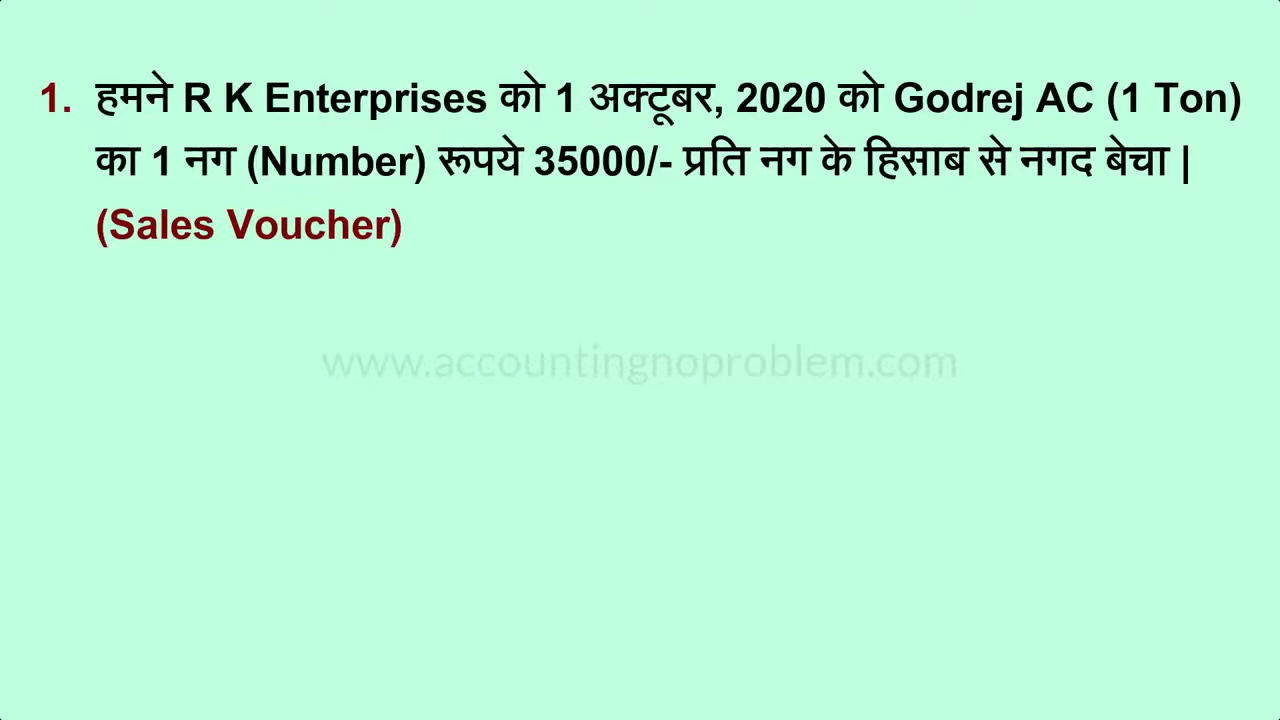 1. हमने R K Enterprises को 1 अक्टूबर, 2020 को Godrej AC (1 Ton)
का 1 नग (Number) रूपये 35000/- प्रति नग के हिसाब से नगद बेचा |
(Sales Voucher)
www.accountingnoproblem.com